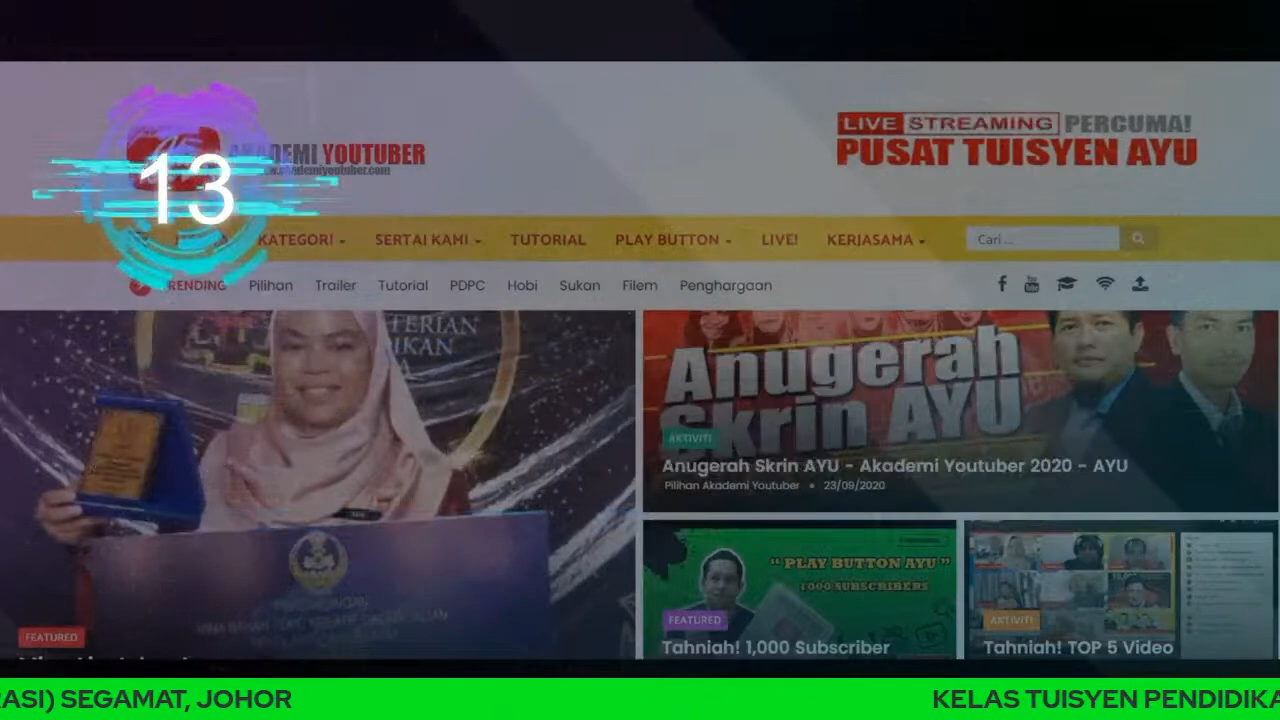 13
AKADEMI YOUTUBER
LIVE STREAMING PERCUMA!
PUSAT TUISYEN AYU
KATEGORI SERTAI KAMI TUTORIAL PLAY BUTTON LIVE! KERJASAMA Cari ...
TRENDING Pilihan Trailer Tutorial PDPC Hobi Sukan Filem Penghargaan
Anugerah
Skrin AYU
AKTIVITI
Anugerah Skrin AYU - Akademi Youtuber 2020 - AYU
Pilihan Akademi Youtuber 23/09/2020
FEATURED
" PLAY BUTTON AYU "
1000 SUBSCRIBERS
FEATURED
Tahniah! 1,000 Subscriber
AKTIVITI
Tahniah! TOP 5 Video
RASI) SEGAMAT, JOHOR KELAS TUISYEN PENDIDIKA